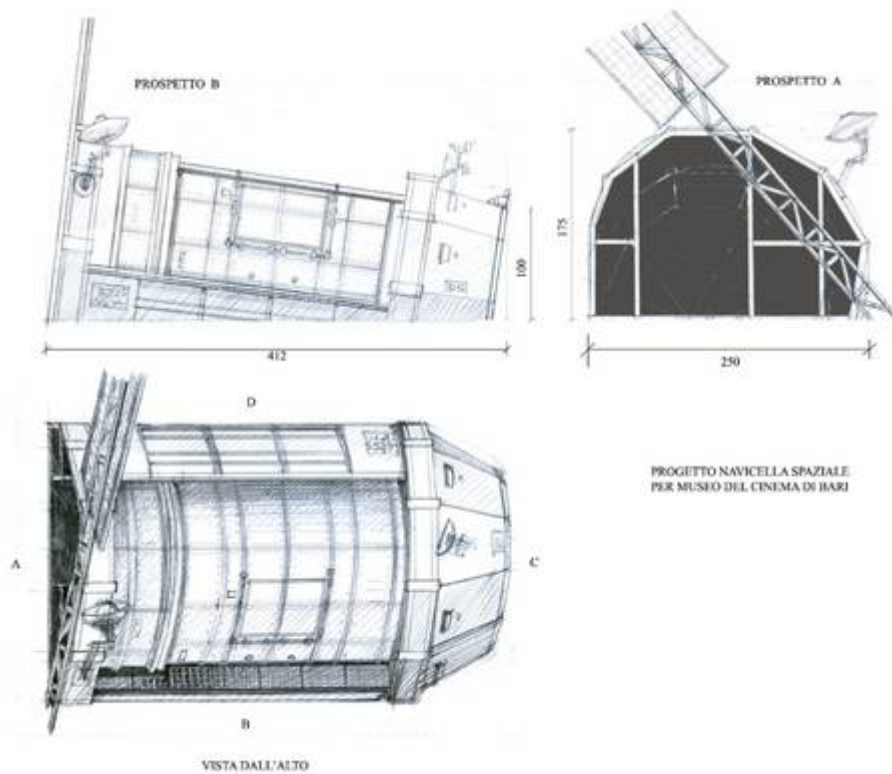 PROSPETTO B
PROSPETTO A
175
100
412
250
D
PROGETTO NAVICELLA SPAZIALE
PER MUSEO DEL CINEMA DI BARI
A
C
B
VISTA DALL'ALTO